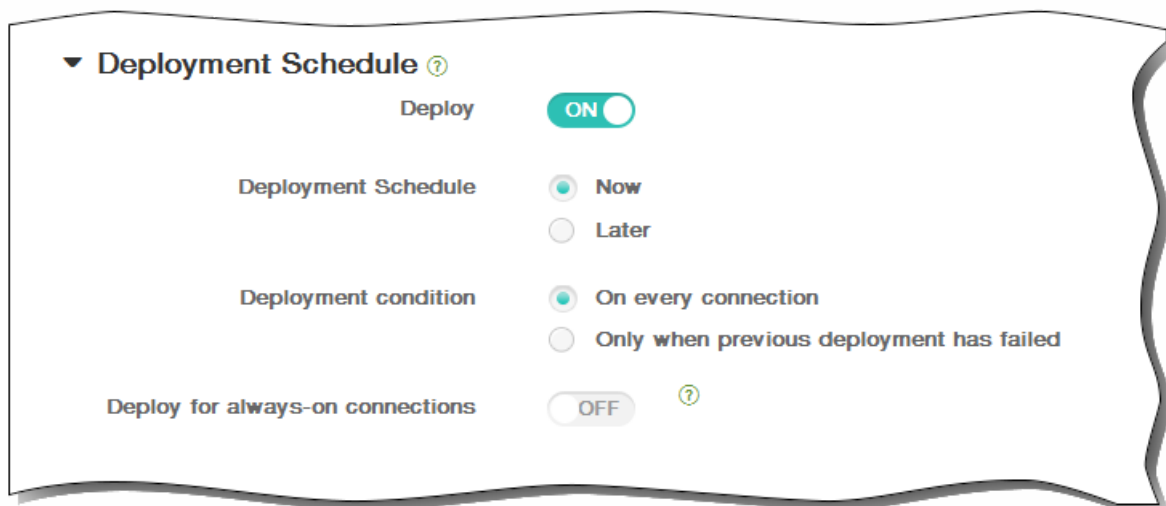 Deployment Schedule ?
Deploy ON
Deployment Schedule Now
Later
Deployment condition On every connection
Only when previous deployment has failed
Deploy for always-on connections OFF ?